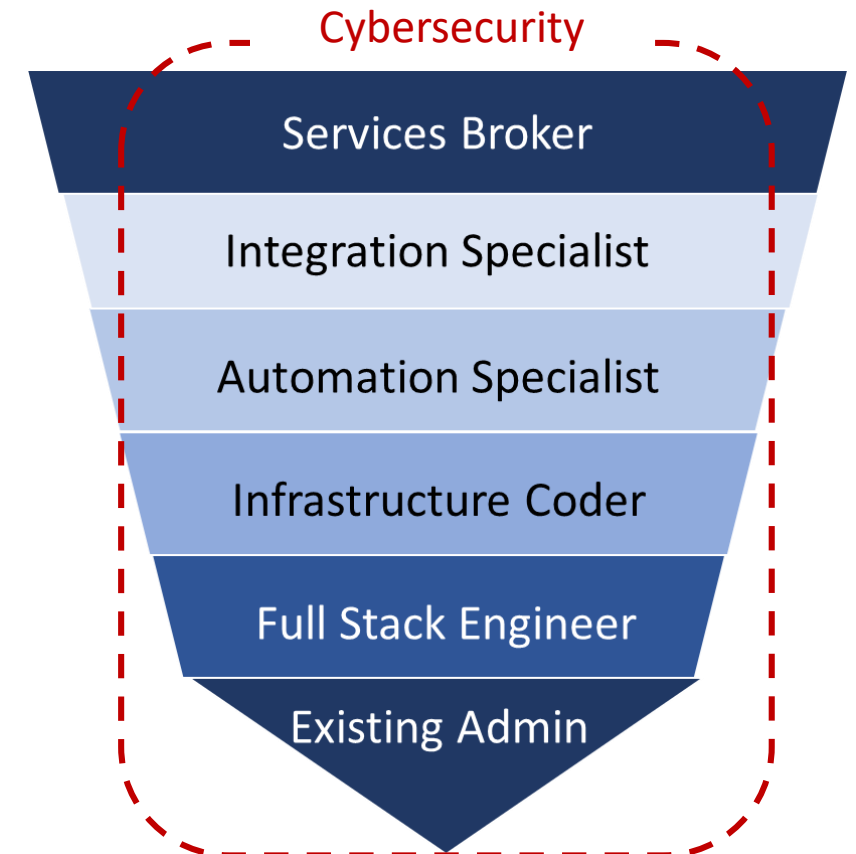 Cybersecurity
Services Broker
Integration Specialist
Automation Specialist
Infrastructure Coder
Full Stack Engineer
Existing Admin